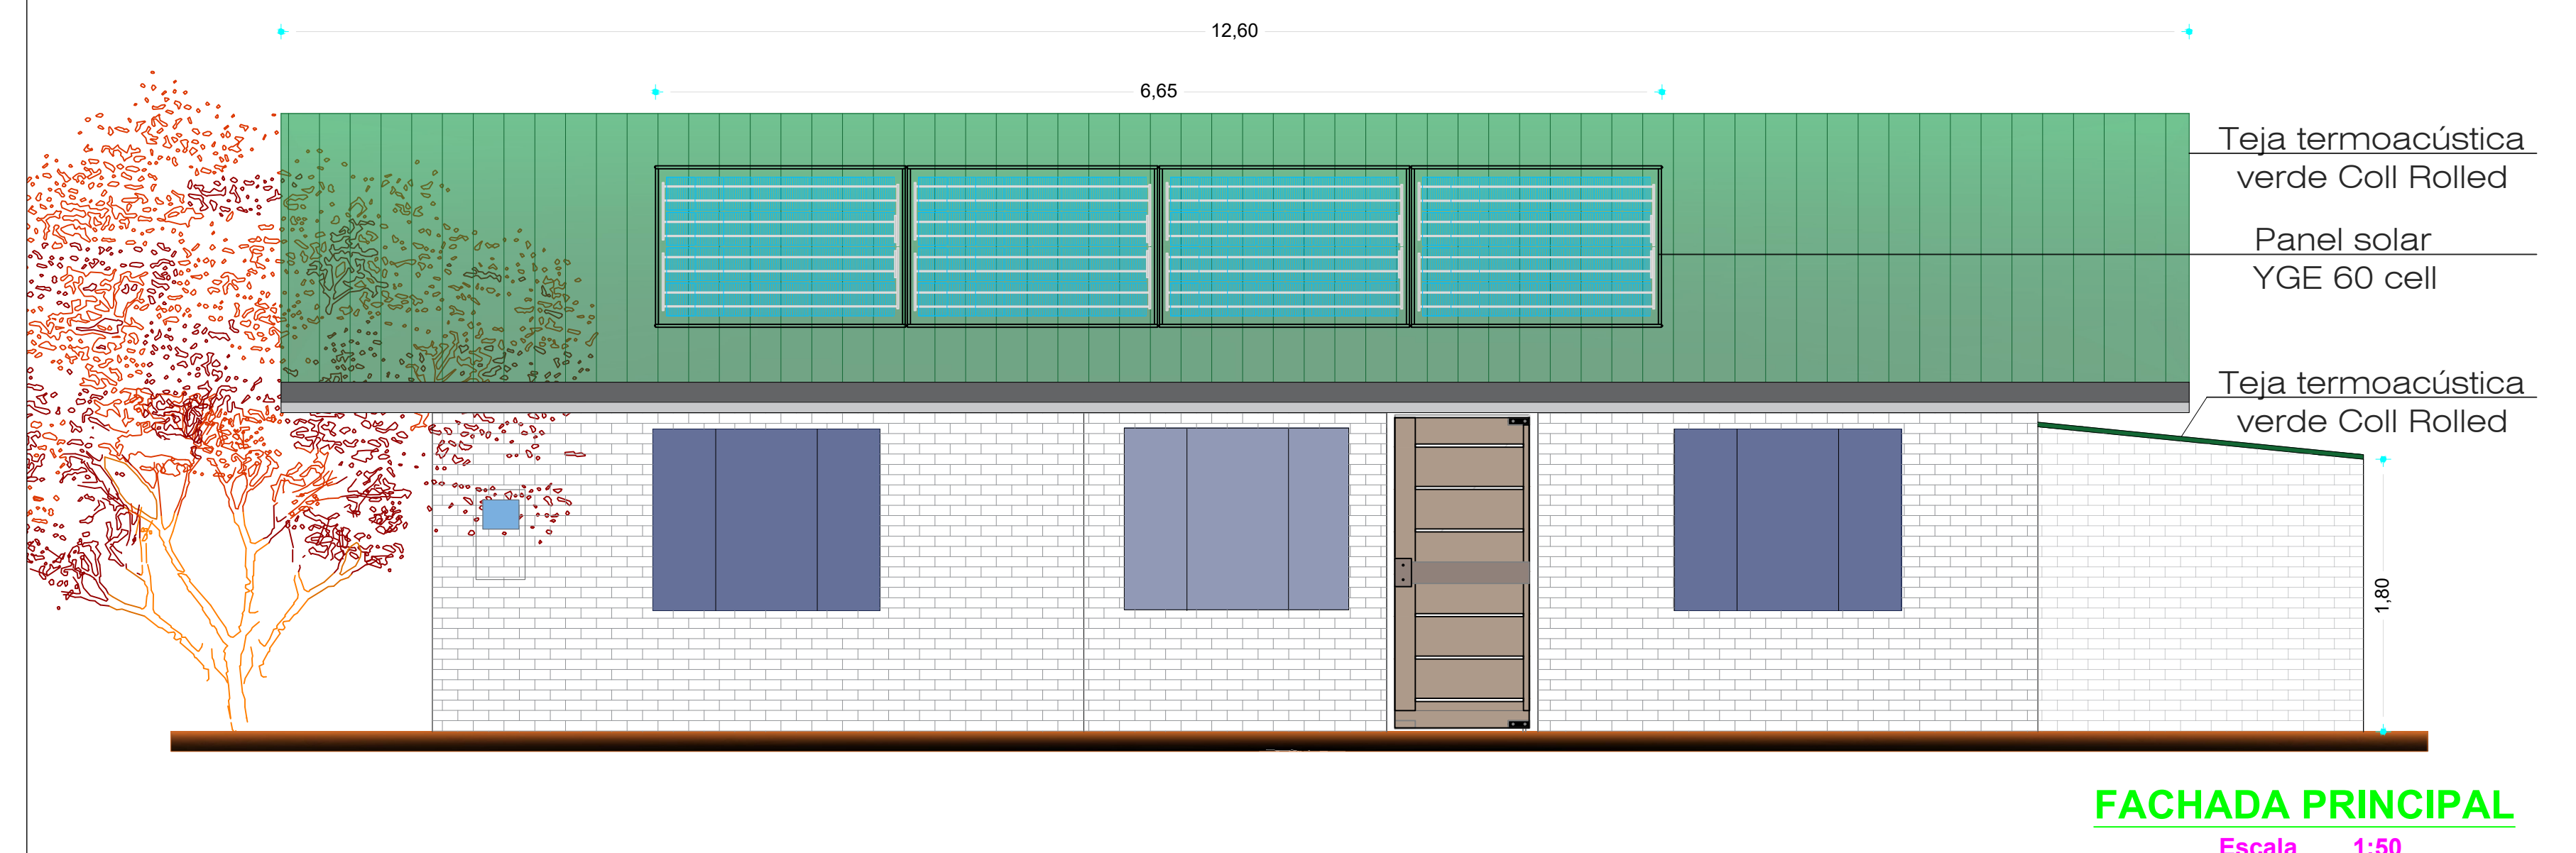 12,60
6,65
Teja termoacústica
verde Coll Rolled
Panel solar
YGE 60 cell
Teja termoacústica
verde Coll Rolled
1,80
FACHADA PRINCIPAL
Escala 1:50